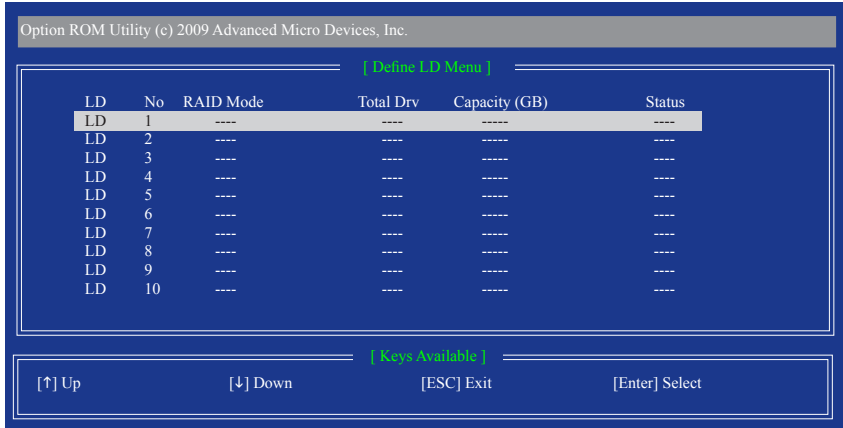 Option ROM Utility (c) 2009 Advanced Micro Devices, Inc.
[ Define LD Menu ]
LD No RAID Mode Total Drv Capacity (GB) Status
LD 1 ---- ---- ----- ----
LD 2 ---- ---- ----- ----
LD 3 ---- ---- ----- ----
LD 4 ---- ---- ----- ----
LD 5 ---- ---- ----- ----
LD 6 ---- ---- ----- ----
LD 7 ---- ---- ----- ----
LD 8 ---- ---- ----- ----
LD 9 ---- ---- ----- ----
LD 10 ---- ---- ----- ----
[ Keys Available ]
[↑] Up [↓] Down [ESC] Exit [Enter] Select